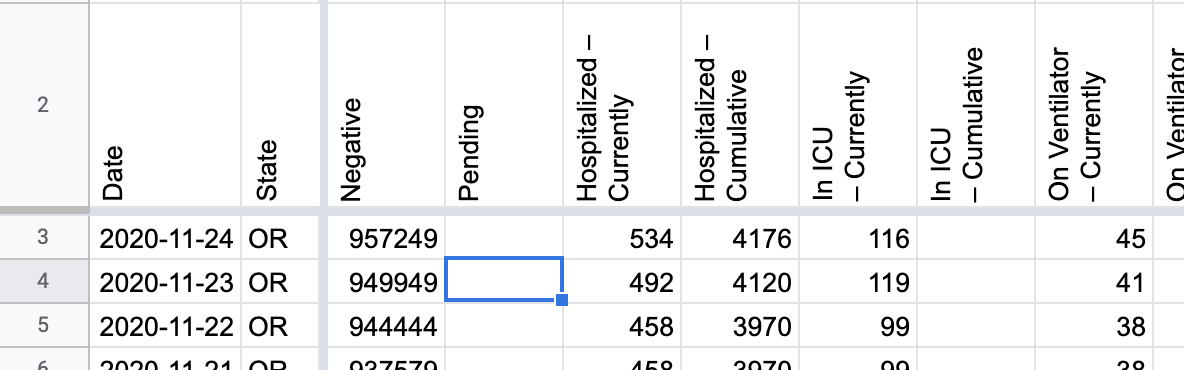 2 Date State Negative Pending Hospitalized – Currently Hospitalized – Cumulative In ICU – Currently In ICU – Cumulative On Ventilator – Currently On Ventilator
3 2020-11-24 OR 957249 534 4176 116 45
4 2020-11-23 OR 949949 492 4120 119 41
5 2020-11-22 OR 944444 458 3970 99 38
6 2020-11-21 OR 937579 458 3970 99 38